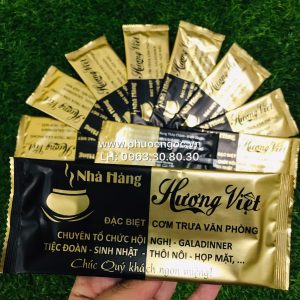 www.phuocngoc.vn
LH: 0963.30.80.30
Nhà Hàng
Hương Việt
ĐẶC BIỆT CƠM TRƯA VĂN PHÒNG
CHUYÊN TỔ CHỨC HỘI NGHỊ - GALADINNER
TIỆC ĐOÀN - SINH NHẬT - THÔI NÔI - HỌP MẶT, ...
Chúc Quý khách ngon miệng!